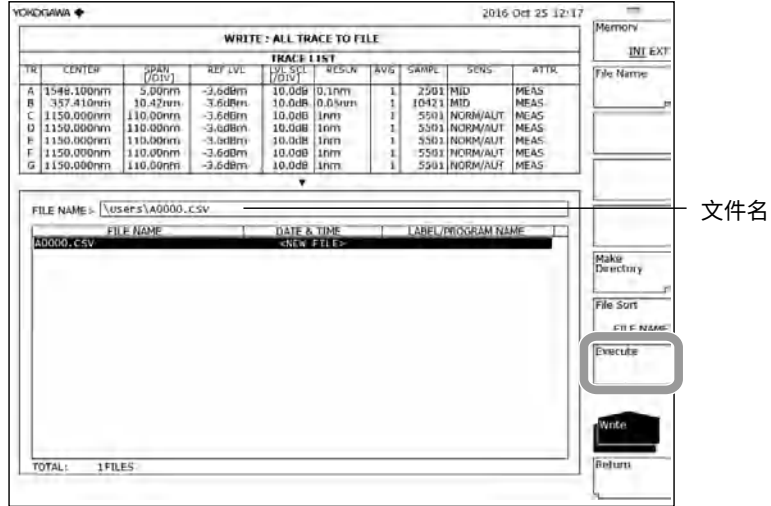 YOKOGAWA ◆ 2016 Oct 25 12:17
WRITE : ALL TRACE TO FILE
TRACE LIST
TR CENTER SPAN [/DIV] REF LVL LVL SCL [/DIV] RESLN AVG SAMPL SENS ATTR
A 1548.100nm 5.00nm -3.6dBm 10.0dB 0.1nm 1 2501 MID MEAS
B 357.410nm 10.42nm -3.6dBm 10.0dB 0.05nm 1 10421 MID MEAS
C 1150.000nm 110.00nm -3.6dBm 10.0dB 1nm 1 5501 NORM/AUT MEAS
D 1150.000nm 110.00nm -3.6dBm 10.0dB 1nm 1 5501 NORM/AUT MEAS
E 1150.000nm 110.00nm -3.6dBm 10.0dB 1nm 1 5501 NORM/AUT MEAS
F 1150.000nm 110.00nm -3.6dBm 10.0dB 1nm 1 5501 NORM/AUT MEAS
G 1150.000nm 110.00nm -3.6dBm 10.0dB 1nm 1 5501 NORM/AUT MEAS
▼
FILE NAME> \users\A0000.csv
文件名
FILE NAME DATE & TIME LABEL/PROGRAM NAME
A0000.CSV <NEW FILE>
TOTAL: 1FILES
Memory
INT EXT
File Name
Make
Directory
File Sort
FILE NAME
Execute
Write
Return